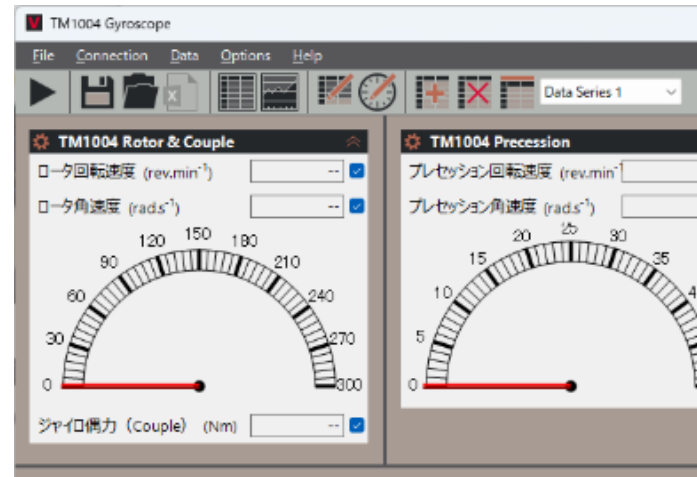 TM1004 Gyroscope
File Connection Data Options Help
Data Series 1
TM1004 Rotor & Couple
ロータ回転速度 (rev.min⁻¹) --
ロータ角速度 (rad.s⁻¹) --
0 30 60 90 120 150 180 210 240 270 300
ジャイロ偶力 (Couple) (Nm) --
TM1004 Precession
プレセッション回転速度 (rev.min⁻¹
プレセッション角速度 (rad.s⁻¹)
0 5 10 15 20 25 30 35 4